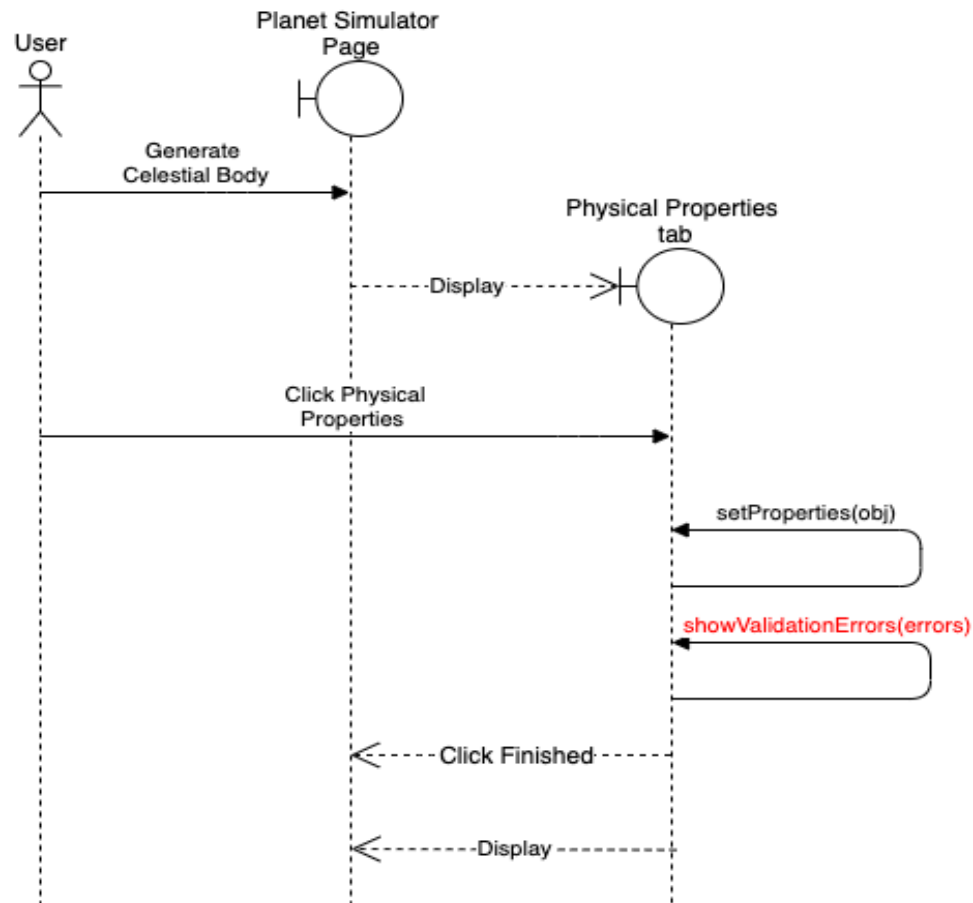 User
Planet Simulator
Page
Generate
Celestial Body
Physical Properties
tab
Display
Click Physical
Properties
setProperties(obj)
showValidationErrors(errors)
Click Finished
Display